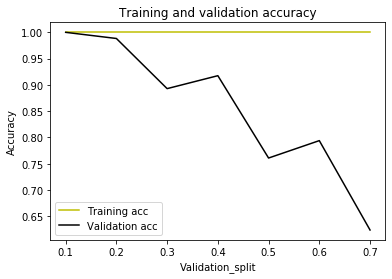 Training and validation accuracy
Accuracy
1.00
0.95
0.90
0.85
0.80
0.75
0.70
0.65
Training acc
Validation acc
0.1 0.2 0.3 0.4 0.5 0.6 0.7
Validation_split